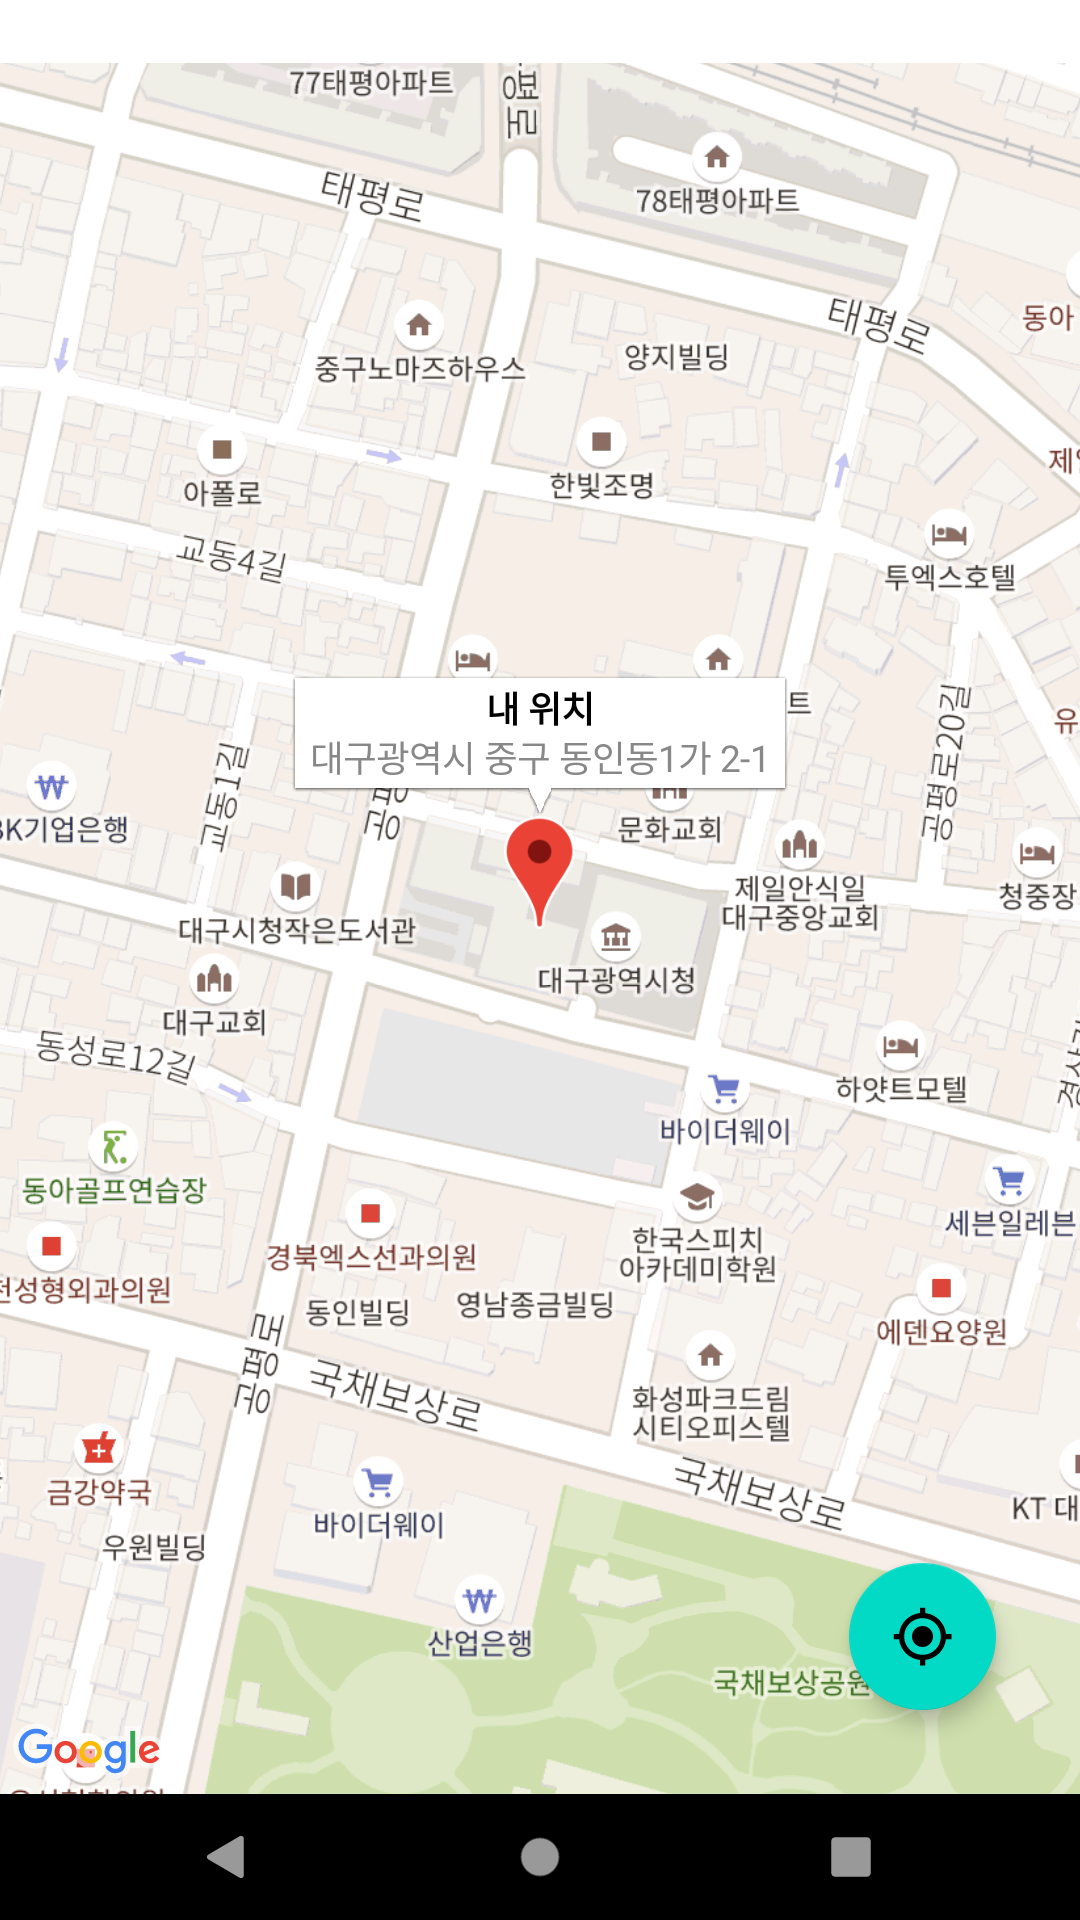 77태평아파트
평로
태평로
78태평아파트
태평로
동아
중구노마즈하우스
양지빌딩
제일
아폴로
한빛조명
교동4길
투엑스호텔
내 위치
대구광역시 중구 동인동1가 2-1
트
유
공평로20길
교동1길
공평
BK기업은행
문화교회
제일안식일
대구중앙교회
청중장
대구시청작은도서관
대구광역시청
대구교회
동성로12길
하얏트모텔
바이더웨이
동아골프연습장
세븐일레븐
경북엑스선과의원
한국스피치
아카데미학원
천성형외과의원
동인빌딩
영남종금빌딩
에덴요양원
공평로
국채보상로
화성파크드림
시티오피스텔
금강약국
국채보상로
KT 대
바이더웨이
우원빌딩
산업은행
국채보상공원
Google